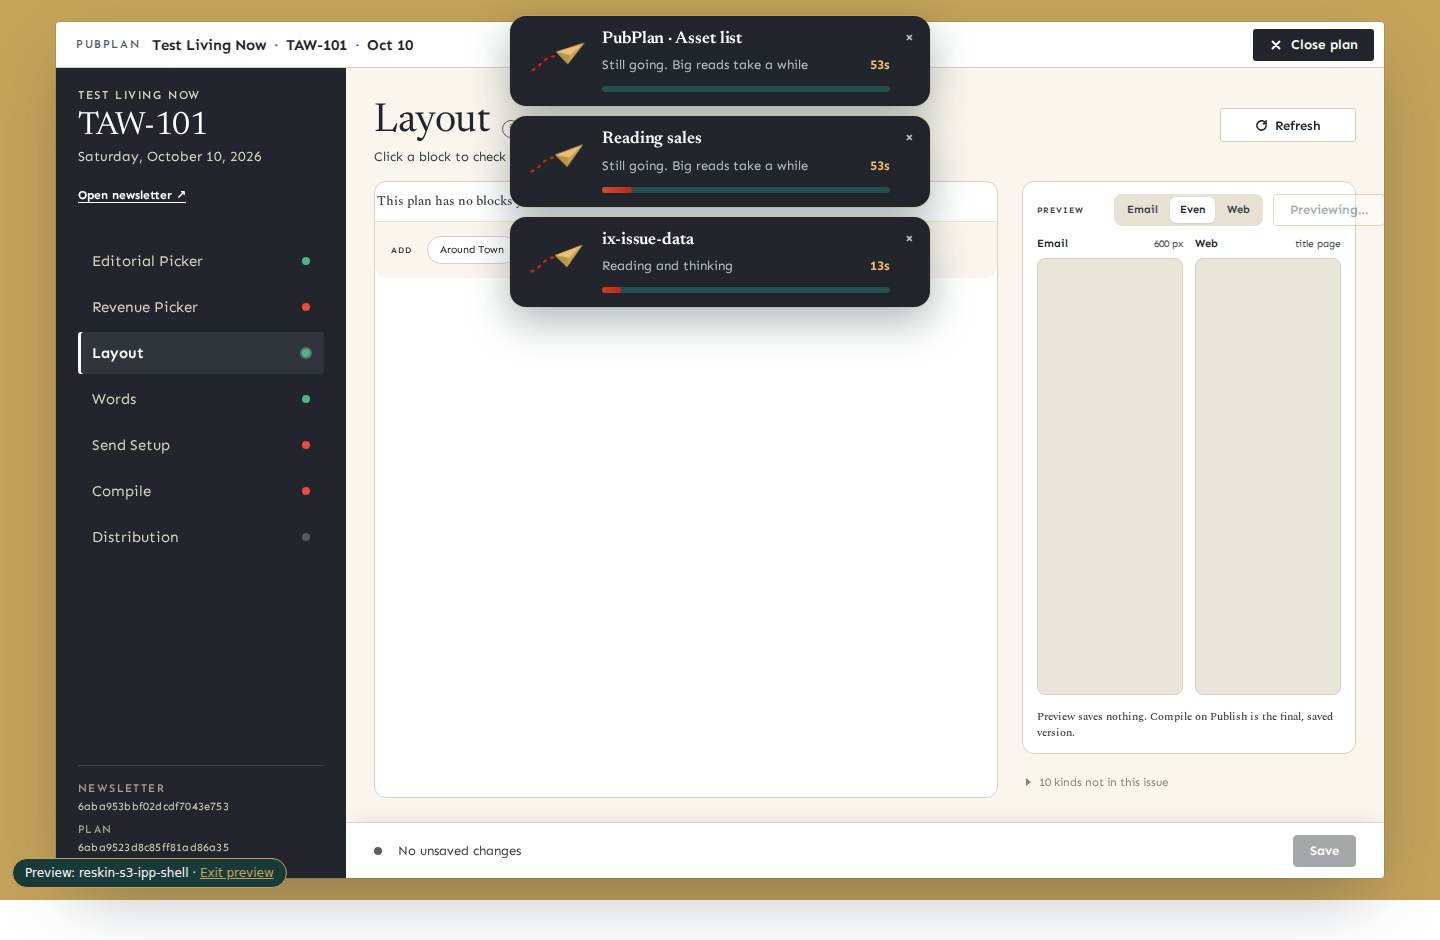 PUBPLAN Test Living Now · TAW-101 · Oct 10
Close plan
PubPlan · Asset list
Still going. Big reads take a while 53s
Reading sales
Still going. Big reads take a while 53s
ix-issue-data
Reading and thinking 13s
TEST LIVING NOW
TAW-101
Saturday, October 10, 2026
Open newsletter ↗
Editorial Picker
Revenue Picker
Layout
Words
Send Setup
Compile
Distribution
NEWSLETTER
6aba953bbf02dcdf7043e753
PLAN
6aba9523d8c85ff81ad86a35
Preview: reskin-s3-ipp-shell · Exit preview
Layout
Click a block to check
Refresh
This plan has no blocks
ADD Around Town
PREVIEW Email Even Web Previewing...
Email 600 px Web title page
Preview saves nothing. Compile on Publish is the final, saved
version.
10 kinds not in this issue
No unsaved changes
Save